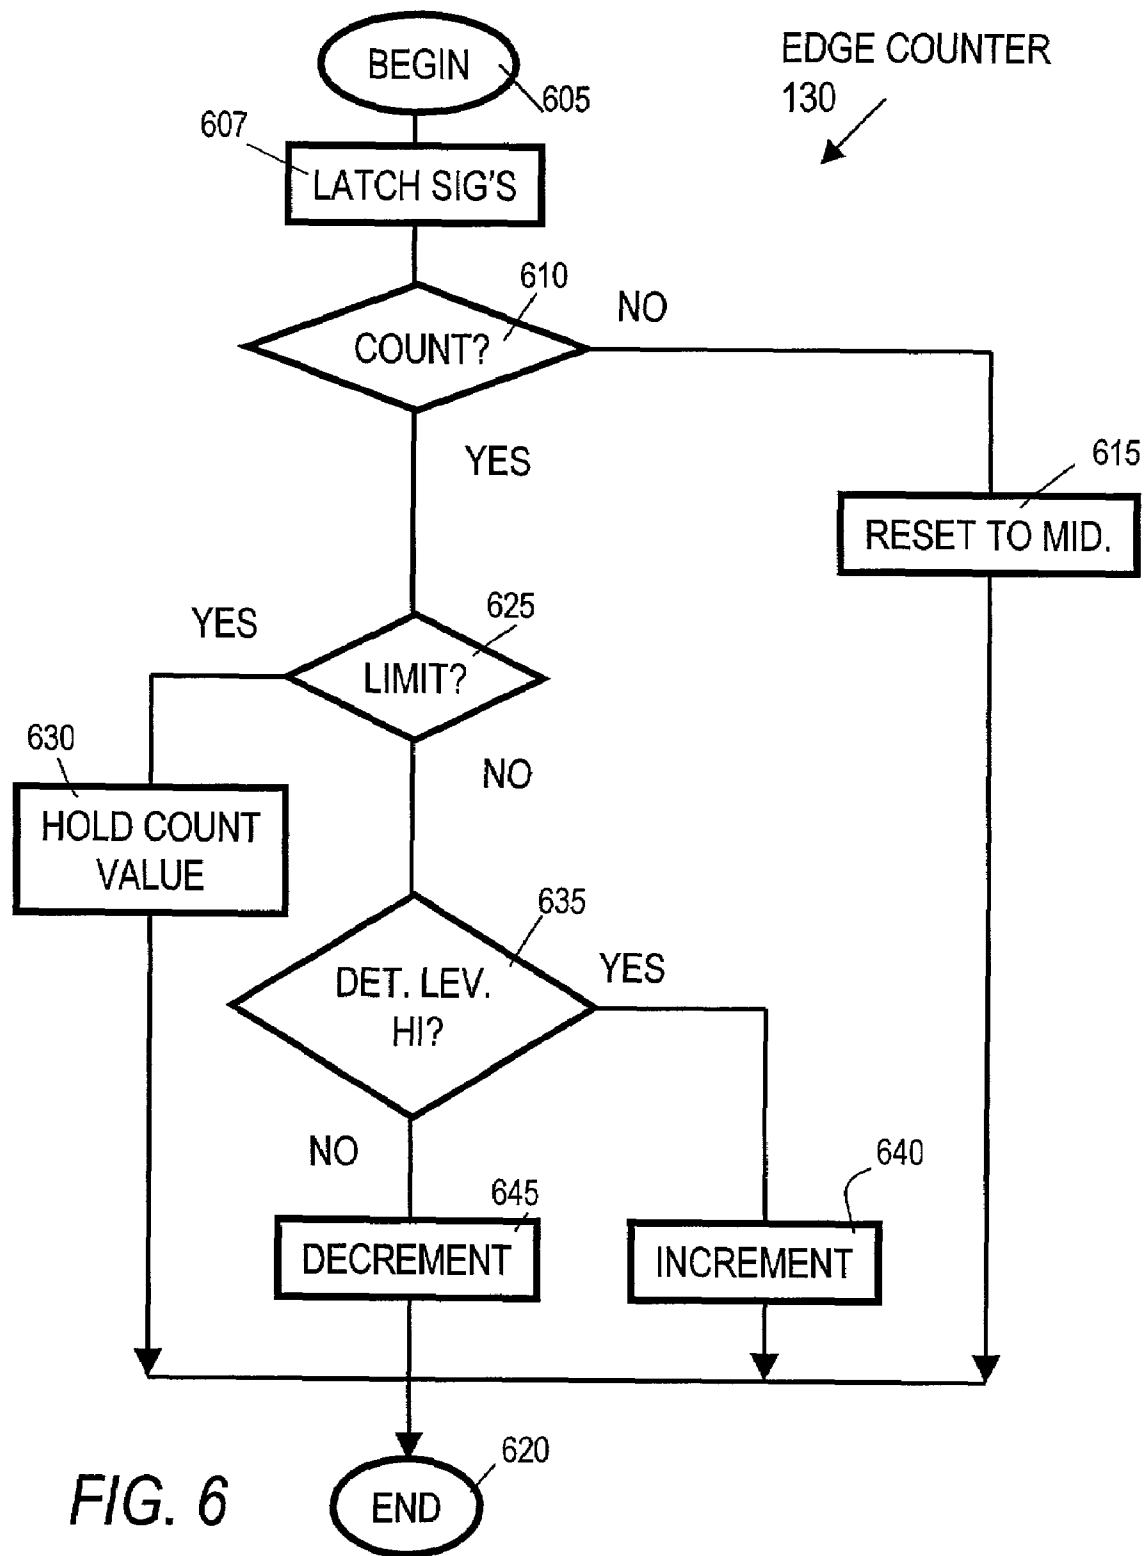 BEGIN
605
EDGE COUNTER
130
607
LATCH SIG'S
610
COUNT?
NO
YES
615
RESET TO MID.
625
YES
LIMIT?
NO
630
HOLD COUNT
VALUE
635
DET. LEV.
HI?
YES
NO
645
DECREMENT
640
INCREMENT
620
END
FIG. 6